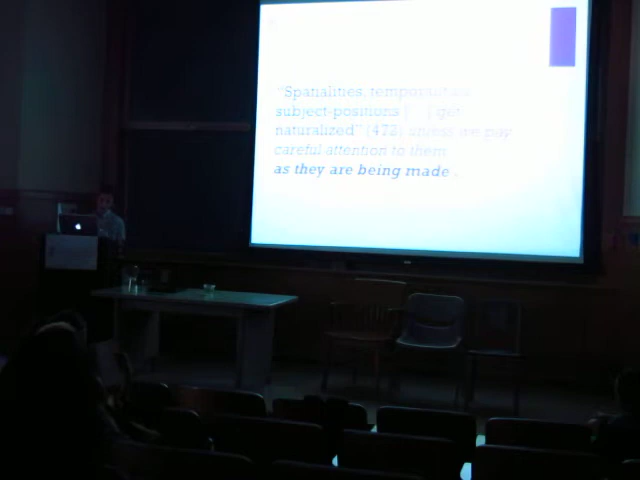 "Spatialities, temporalities
subject-positions [ ] get
naturalized" (473) unless we pay
careful attention to them
as they are being made .